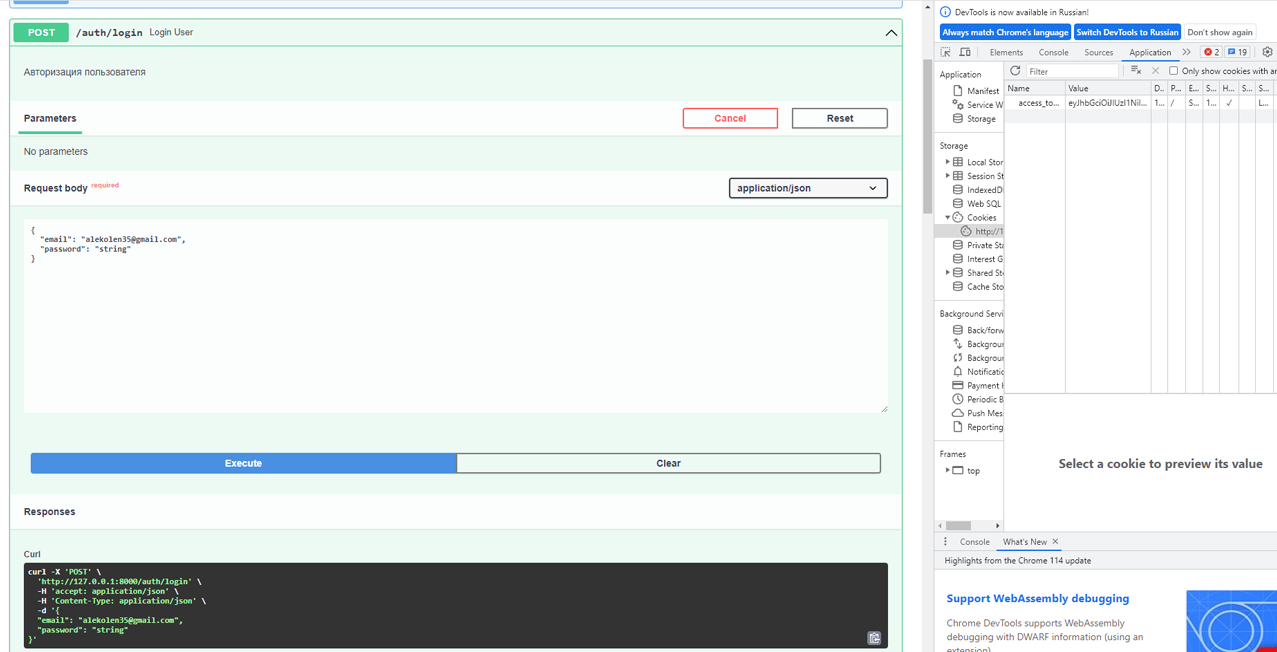 POST /auth/login Login User
Авторизация пользователя
Parameters
Cancel
Reset
No parameters
Request body required
application/json
{
"email": "alekolen35@gmail.com",
"password": "string"
}
Execute
Clear
Responses
Curl
curl -X 'POST' \
'http://127.0.0.1:8000/auth/login' \
-H 'accept: application/json' \
-H 'Content-Type: application/json' \
-d '{
"email": "alekolen35@gmail.com",
"password": "string"
}'
DevTools is now available in Russian!
Always match Chrome's language
Switch DevTools to Russian
Don't show again
Elements Console Sources Application 2 19
Application
Manifest
Service W
Storage
Storage
Local Stor
Session St
IndexedD
Web SQL
Cookies
http://1
Private Sta
Interest G
Shared Sto
Cache Sto
Background Servi
Back/forw
Backgrour
Backgrour
Notificatio
Payment H
Periodic B
Push Mes
Reporting
Frames
top
Filter
Only show cookies with an
Name Value D.. P... E... S... H... S... S...
access_to... eyJhbGciOiJIUzI1NiI... 1... / S... 1... ✓ L...
Select a cookie to preview its value
Console What's New
Highlights from the Chrome 114 update
Support WebAssembly debugging
Chrome DevTools supports WebAssembly
debugging with DWARF information (using an
extension)